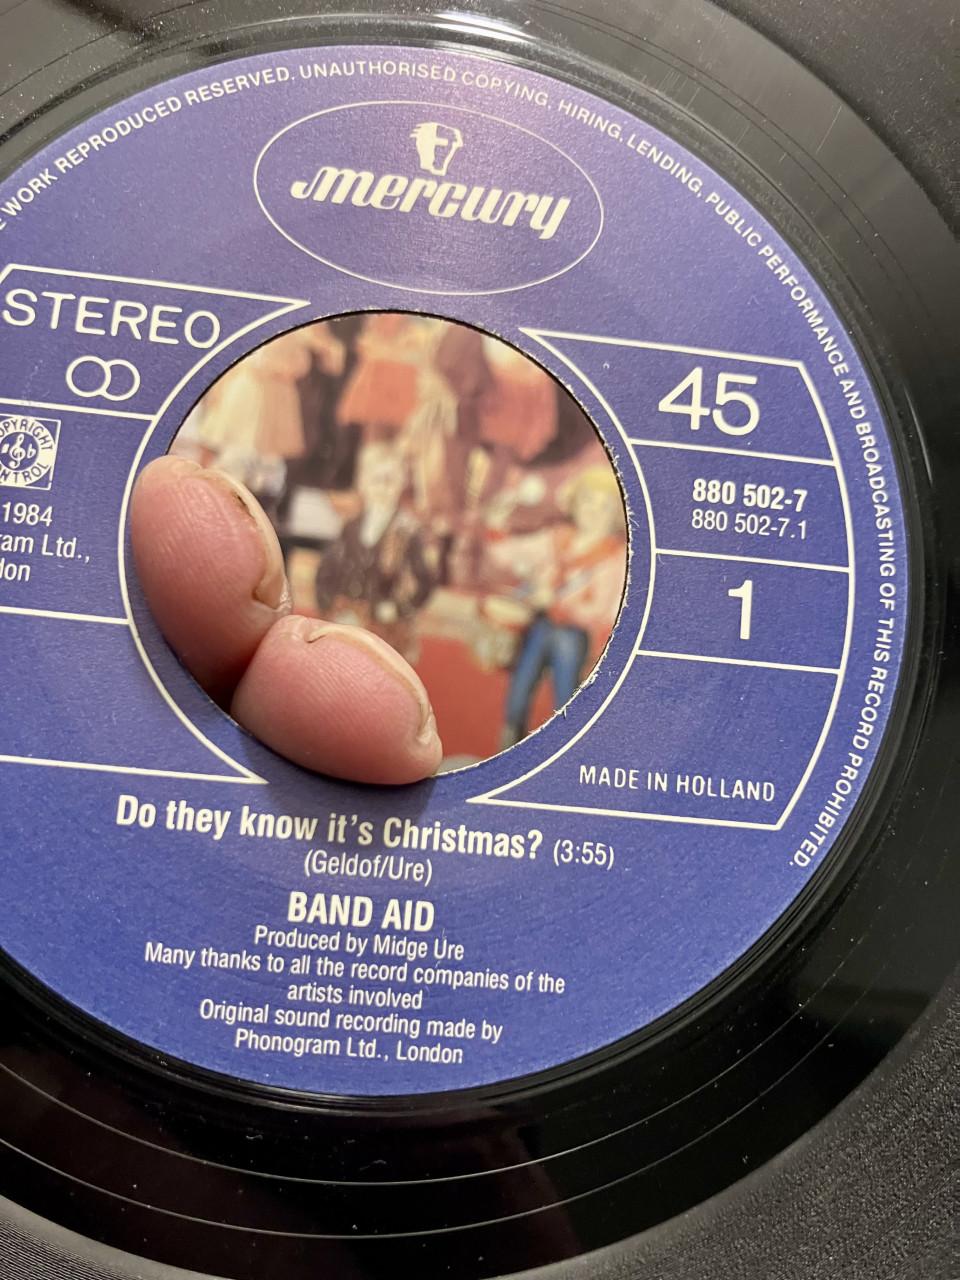 WORK REPRODUCED RESERVED. UNAUTHORISED COPYING, HIRING, LENDING, PUBLIC PERFORMANCE AND BROADCASTING OF THIS RECORD PROHIBITED.
mercury
STEREO
45
880 502-7
880 502-7.1
1984
1
MADE IN HOLLAND
Do they know it's Christmas? (3:55)
(Geldof/Ure)
BAND AID
Produced by Midge Ure
Many thanks to all the record companies of the
artists involved
Original sound recording made by
Phonogram Ltd., London